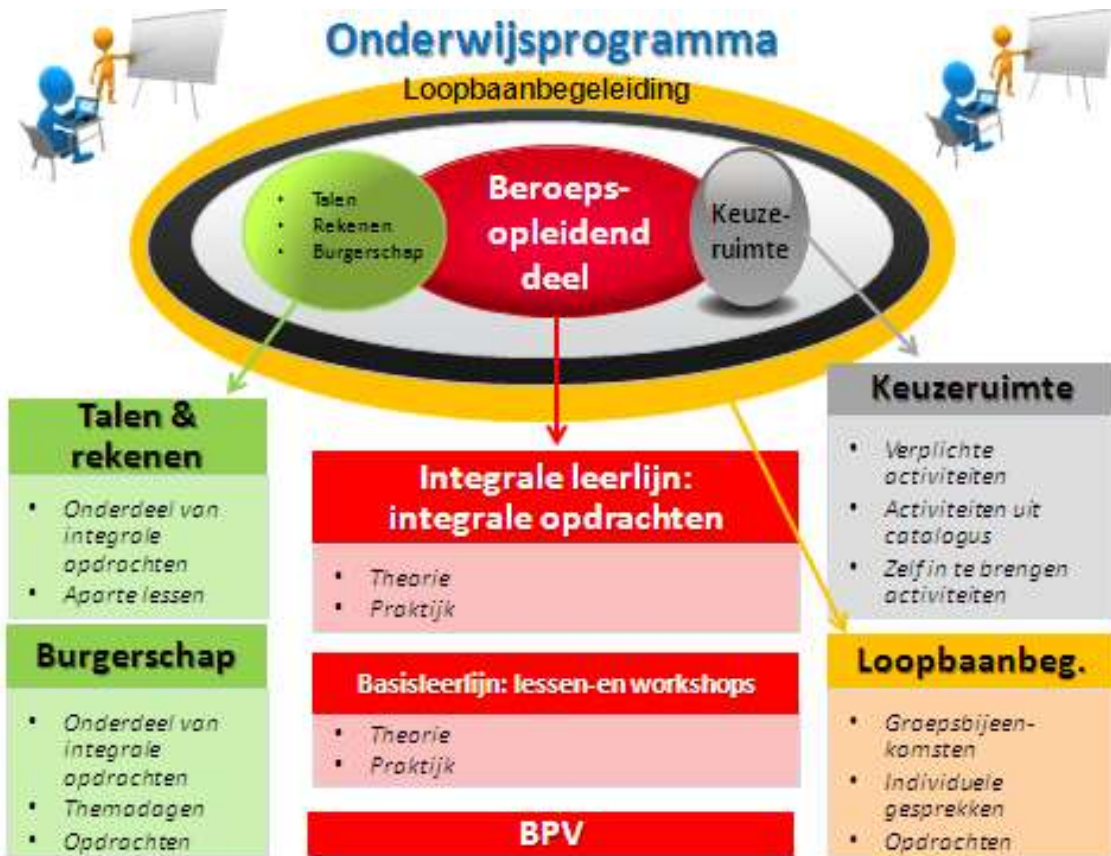 Onderwijsprogramma
Loopbaanbegeleiding
• Talen
• Rekenen
• Burgerschap
Beroeps-
opleidend
deel
Keuze-
ruimte
Talen &
rekenen
• Onderdeel van
integrale
opdrachten
• Aparte lessen
Burgerschap
• Onderdeel van
integrale
opdrachten
• Themadagen
• Opdrachten
Integrale leerlijn:
integrale opdrachten
• Theorie
• Praktijk
Basisleerlijn: lessen-en workshops
• Theorie
• Praktijk
BPV
Keuzeruimte
• Verplichte
activiteiten
• Activiteiten uit
catalogus
• Zelf in te brengen
activiteiten
Loopbaanbeg.
• Groepsbijeen-
komsten
• Individuele
gesprekken
• Opdrachten